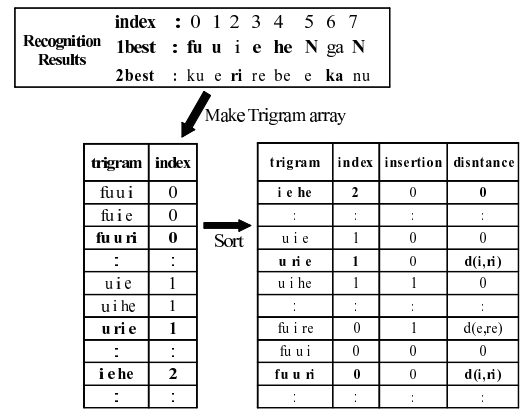 index : 0 1 2 3 4 5 6 7
Recognition Results
1best : fu u i e he N ga N
2best : ku e ri re be e ka nu
Make Trigram array
trigram index
fu u i 0
fu i e 0
fu u ri 0
: :
u i e 1
u i he 1
u ri e 1
: :
i e he 2
: :
Sort
trigram index insertion disntance
i e he 2 0 0
: : : :
u i e 1 0 0
u ri e 1 0 d(i,ri)
u i he 1 1 0
: : : :
fu i re 0 1 d(e,re)
fu u i 0 0 0
fu u ri 0 0 d(i,ri)
: : : :